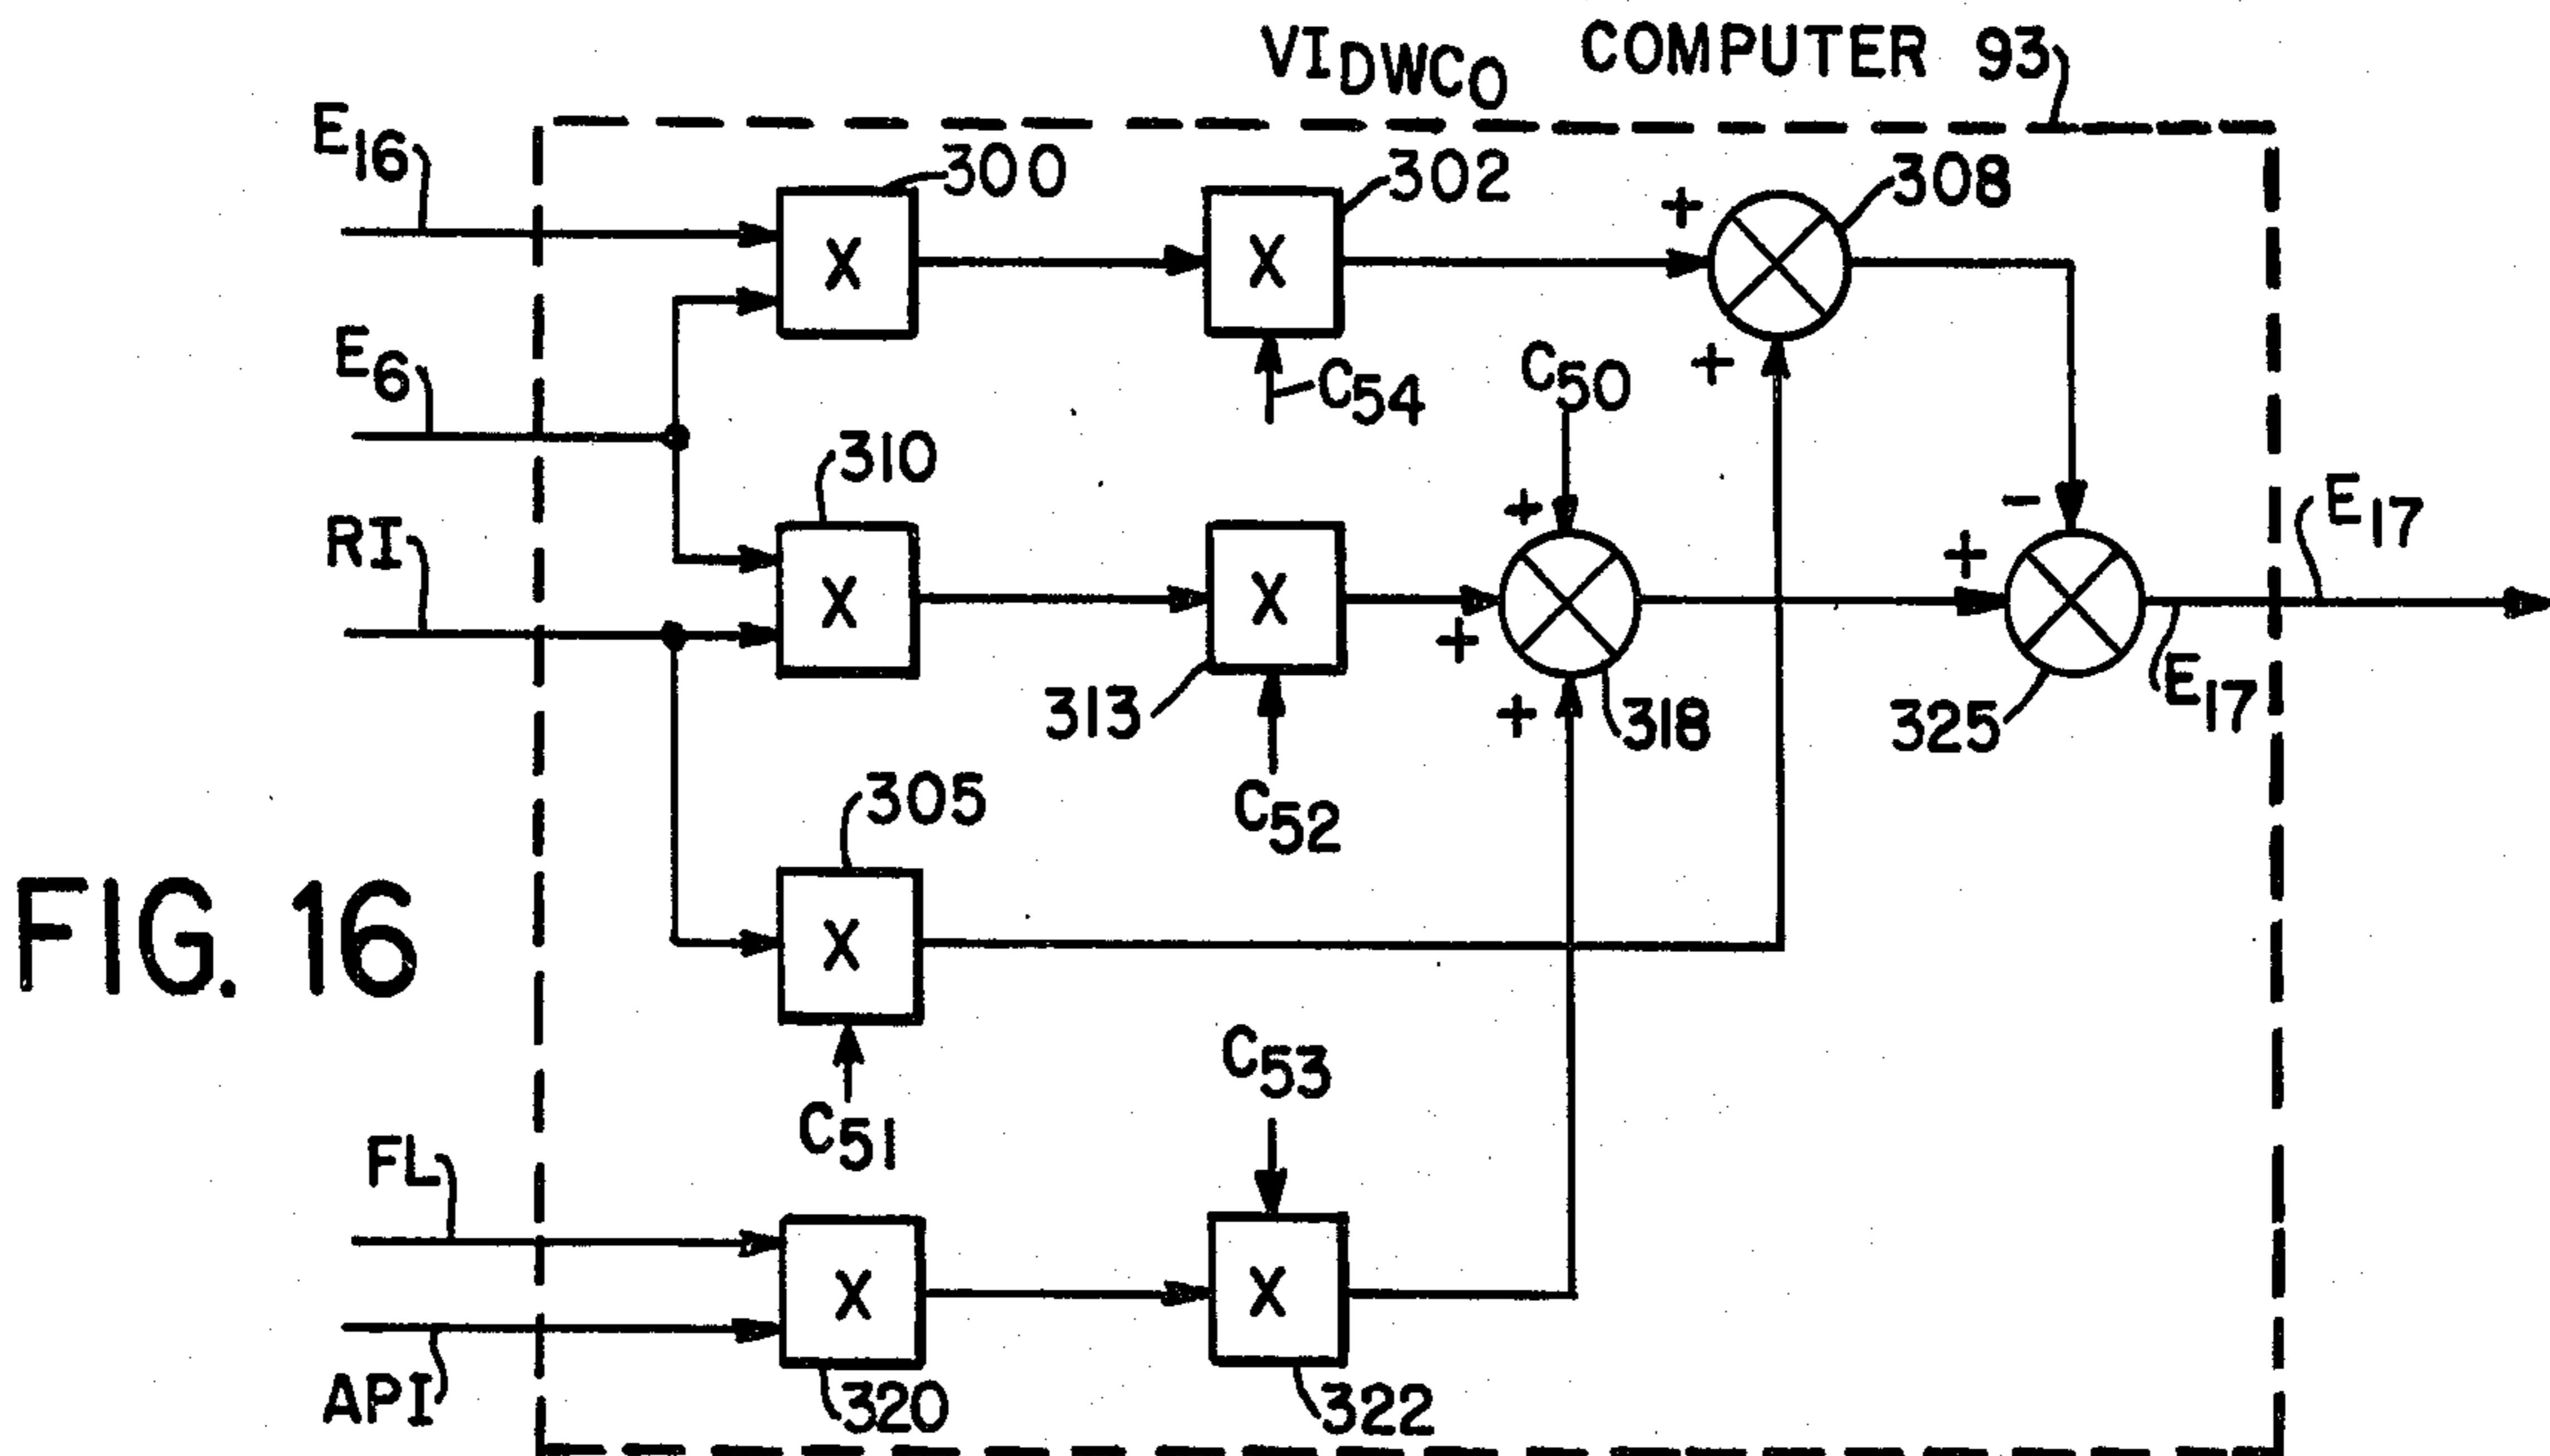 VIDWCO COMPUTER 93
E16
300
302
308
E6
C54
C50
310
RI
E17
313
318
E17
325
C52
305
FIG. 16
C53
C51
FL
API
320
322
X
X
X
X
X
X
X
+
+
+
+
+
+
-